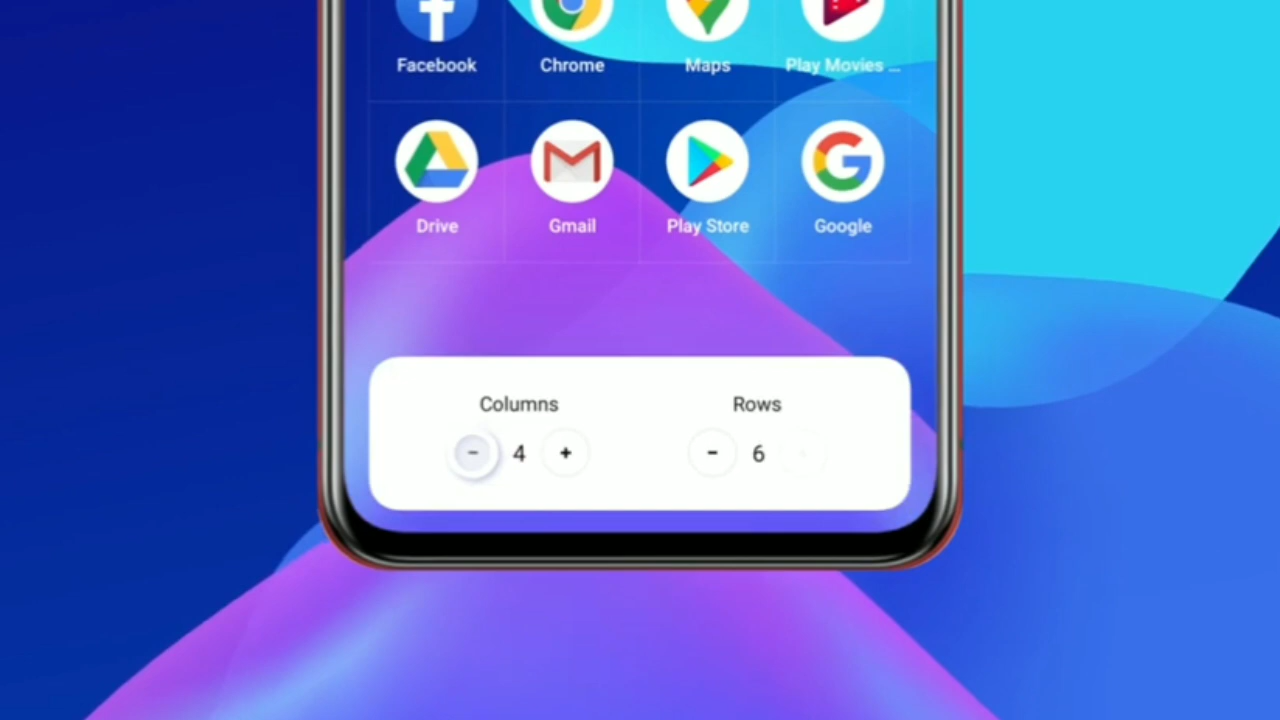 Facebook Chrome Maps Play Movies ...
Drive Gmail Play Store Google
Columns Rows
- 4 + - 6